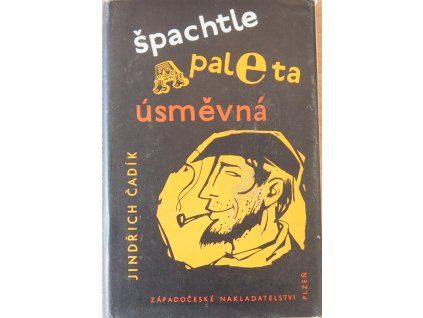 špachtle
A paleta
úsměvná
JINDŘICH ČADÍK
ZÁPADOČESKÉ NAKLADATELSTVÍ
PLZEŇ